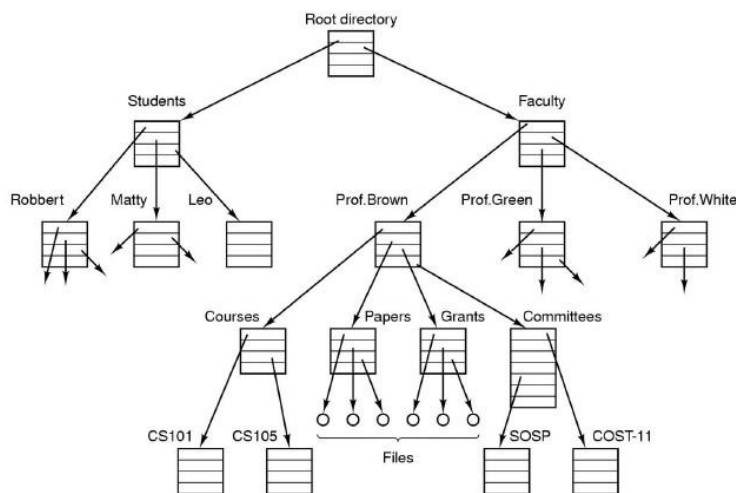 Root directory
Students Faculty
Robbert Matty Leo Prof.Brown Prof.Green Prof.White
Courses Papers Grants Committees
CS101 CS105 SOSP COST-11
Files